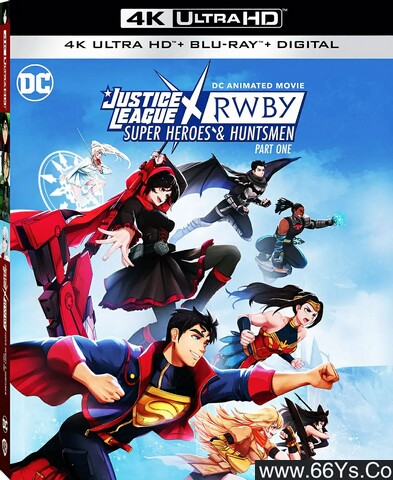 4K ULTRA HD
4K ULTRA HD + BLU-RAY + DIGITAL
DC
DC ANIMATED MOVIE
JUSTICE LEAGUE X RWBY
SUPER HEROES & HUNTSMEN
PART ONE
www.66Ys.Co